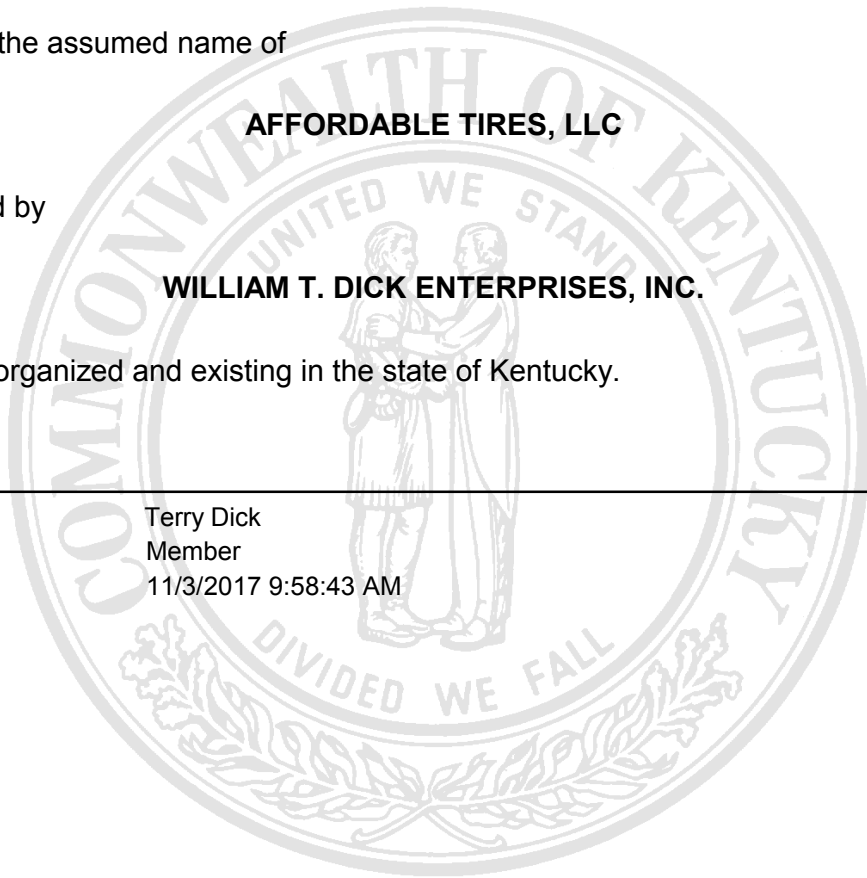 the assumed name of
AFFORDABLE TIRES, LLC
d by
WILLIAM T. DICK ENTERPRISES, INC.
organized and existing in the state of Kentucky.
Terry Dick
Member
11/3/2017 9:58:43 AM
COMMONWEALTH OF KENTUCKY
UNITED WE STAND
DIVIDED WE FALL